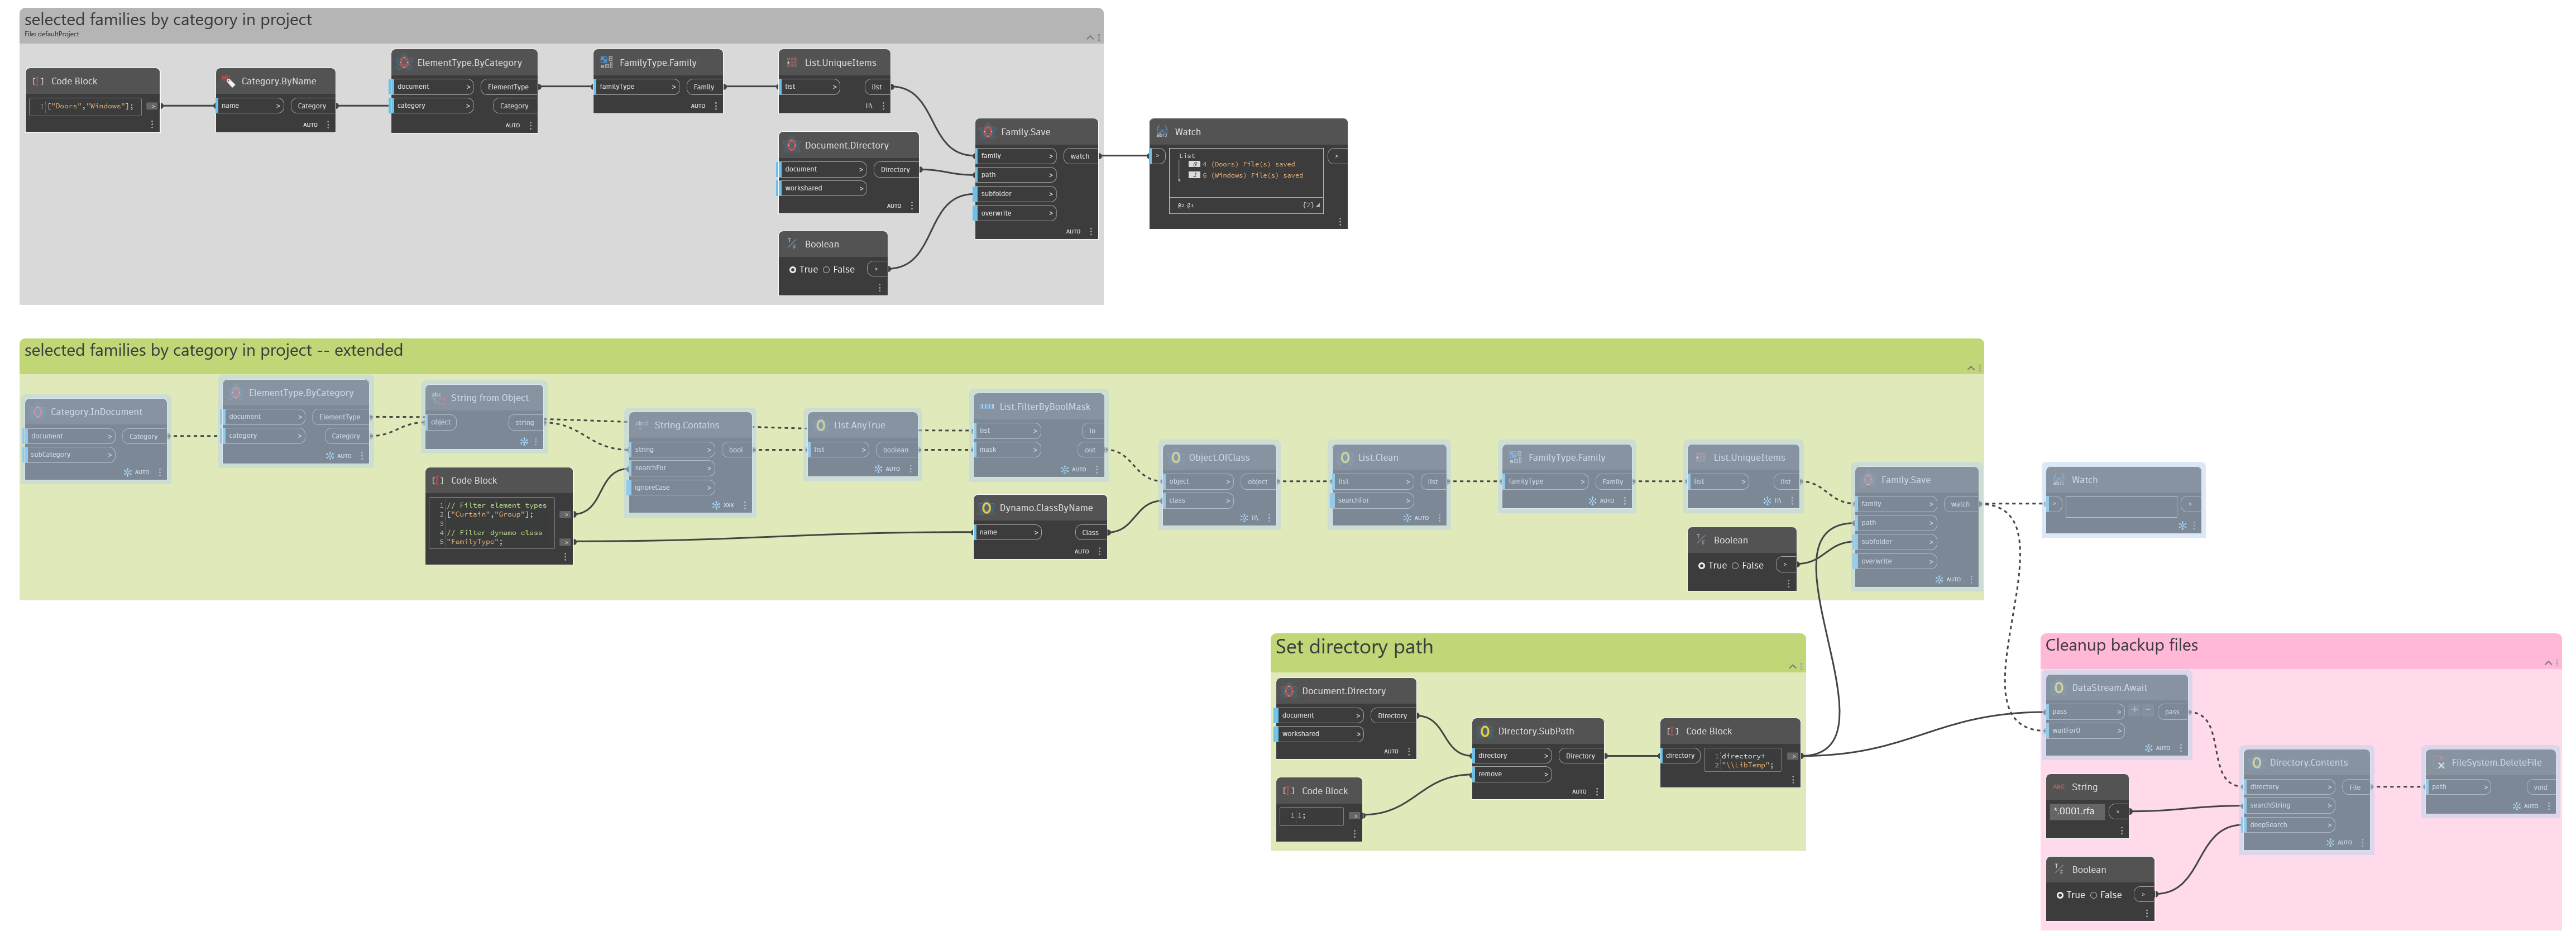 selected families by category in project
File: defaultProject
Code Block
1 ["Doors","Windows"]; >
Category.ByName
name > Category
AUTO
ElementType.ByCategory
document > ElementType
category > Category
AUTO
FamilyType.Family
familyType > Family
AUTO
List.UniqueItems
list > list
Document.Directory
document > Directory
workshared >
AUTO
Boolean
True False >
Family.Save
family > watch
path >
subfolder >
overwrite >
AUTO
Watch
> >
List
0 4 (Doors) File(s) saved
1 6 (Windows) File(s) saved
@2 @1 {2}
selected families by category in project -- extended
Category.InDocument
document > Category
subCategory >
AUTO
ElementType.ByCategory
document > ElementType
category > Category
AUTO
String from Object
object string
Code Block
1 // Filter element types
2 ["Curtain","Group"]; >
3
4 // Filter dynamo class
5 "FamilyType"; >
String.Contains
string > bool
searchFor >
ignoreCase >
XXX
List.AnyTrue
list > boolean
AUTO
List.FilterByBoolMask
list > in
mask > out
AUTO
Dynamo.ClassByName
name > Class
AUTO
Object.OfClass
object > object
class >
List.Clean
list > list
searchFor >
AUTO
FamilyType.Family
familyType > Family
AUTO
List.UniqueItems
list > list
Boolean
True False >
Family.Save
family > watch
path >
subfolder >
overwrite >
AUTO
Watch
> >
Set directory path
Document.Directory
document > Directory
workshared >
AUTO
Code Block
1 1; >
Directory.SubPath
directory > Directory
remove >
AUTO
Code Block
directory 1 directory+ >
2 "\\LibTemp";
Cleanup backup files
DataStream.Await
pass > + - pass
waitFor0 >
AUTO
String
*.0001.rfa >
Boolean
True False >
Directory.Contents
directory > File
searchString >
deepSearch >
AUTO
FileSystem.DeleteFile
path > void
AUTO